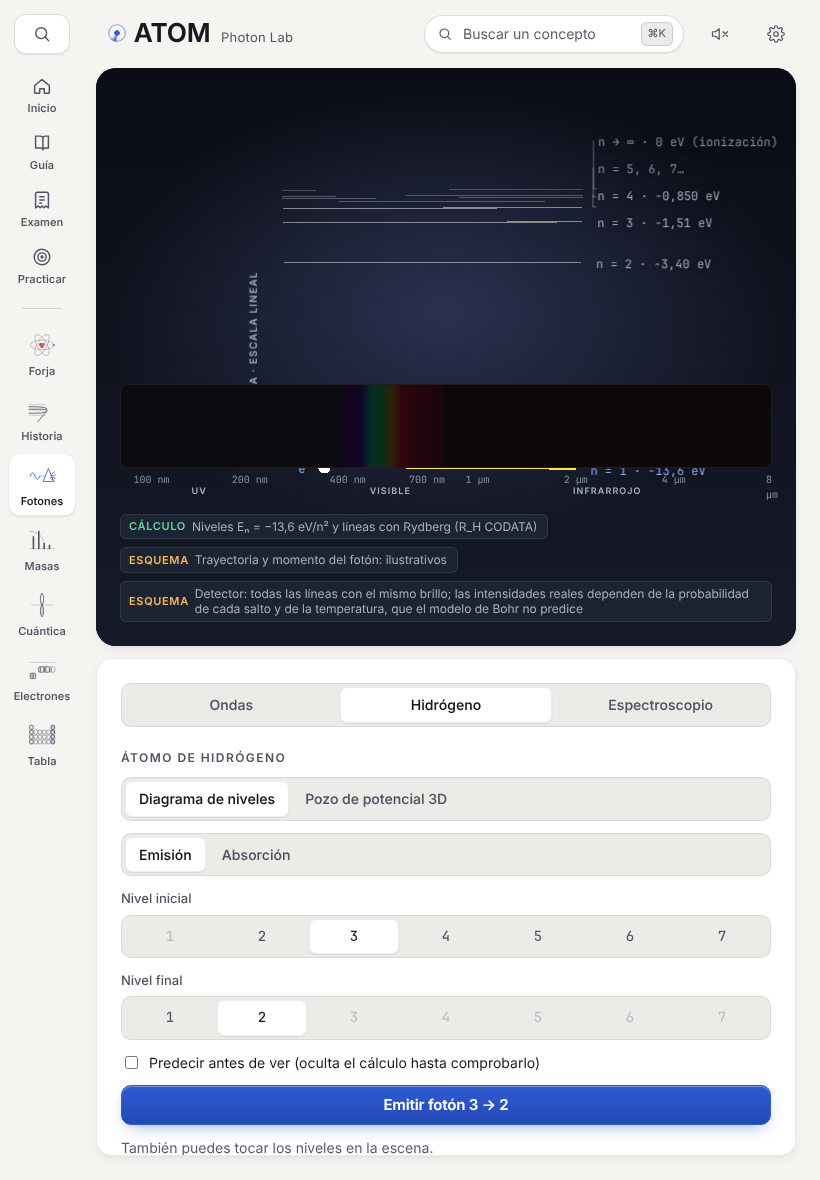 ATOM Photon Lab
Buscar un concepto ⌘K
Inicio
Guía
Examen
Practicar
Forja
Historia
Fotones
Masas
Cuántica
Electrones
Tabla
n → ∞ · 0 eV (ionización)
n = 5, 6, 7…
n = 4 · -0,850 eV
n = 3 · -1,51 eV
n = 2 · -3,40 eV
A · ESCALA LINEAL
e
n = 1 · -13,6 eV
100 nm 200 nm 400 nm 700 nm 1 µm 2 µm 4 µm 8 µm
UV VISIBLE INFRARROJO
CÁLCULO Niveles Eₙ = −13,6 eV/n² y líneas con Rydberg (R_H CODATA)
ESQUEMA Trayectoria y momento del fotón: ilustrativos
ESQUEMA Detector: todas las líneas con el mismo brillo; las intensidades reales dependen de la probabilidad
de cada salto y de la temperatura, que el modelo de Bohr no predice
Ondas Hidrógeno Espectroscopio
ÁTOMO DE HIDRÓGENO
Diagrama de niveles Pozo de potencial 3D
Emisión Absorción
Nivel inicial
1 2 3 4 5 6 7
Nivel final
1 2 3 4 5 6 7
Predecir antes de ver (oculta el cálculo hasta comprobarlo)
Emitir fotón 3 → 2
También puedes tocar los niveles en la escena.